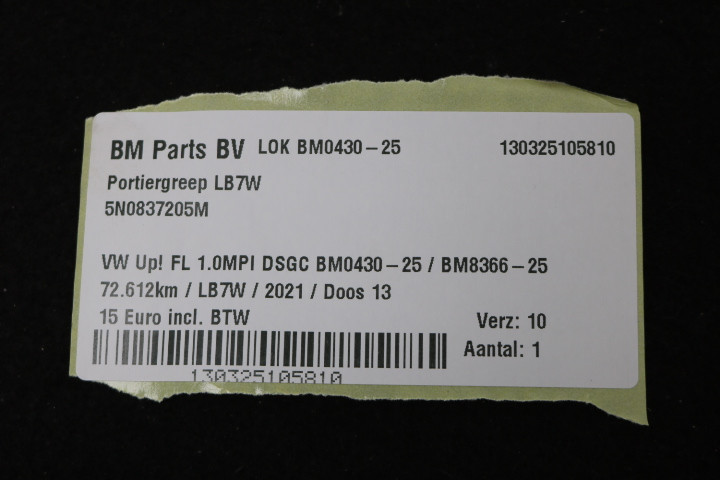 BM Parts BV LOK BM0430-25 130325105810
Portiergreep LB7W
5N0837205M
VW Up! FL 1.0MPI DSGC BM0430-25 / BM8366-25
72.612km / LB7W / 2021 / Doos 13
15 Euro incl. BTW Verz: 10
Aantal: 1
130325105810